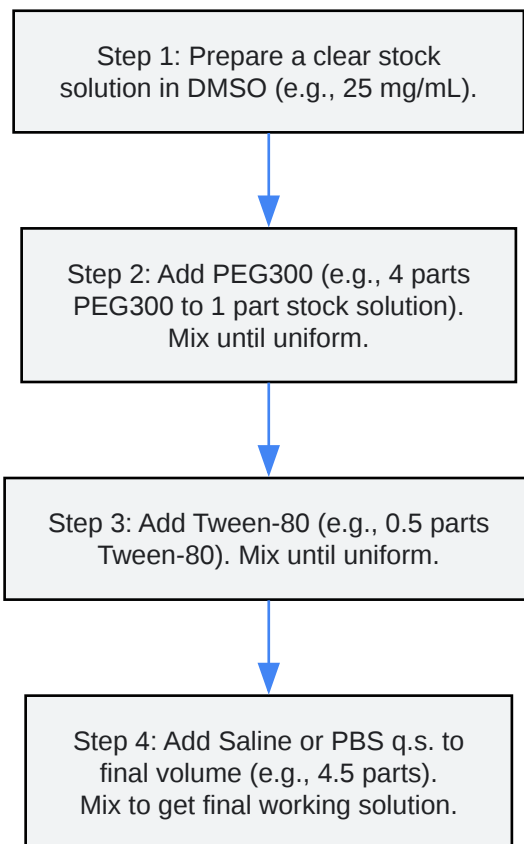 Step 1: Prepare a clear stock
solution in DMSO (e.g., 25 mg/mL).
Step 2: Add PEG300 (e.g., 4 parts
PEG300 to 1 part stock solution).
Mix until uniform.
Step 3: Add Tween-80 (e.g., 0.5 parts
Tween-80). Mix until uniform.
Step 4: Add Saline or PBS q.s. to
final volume (e.g., 4.5 parts).
Mix to get final working solution.